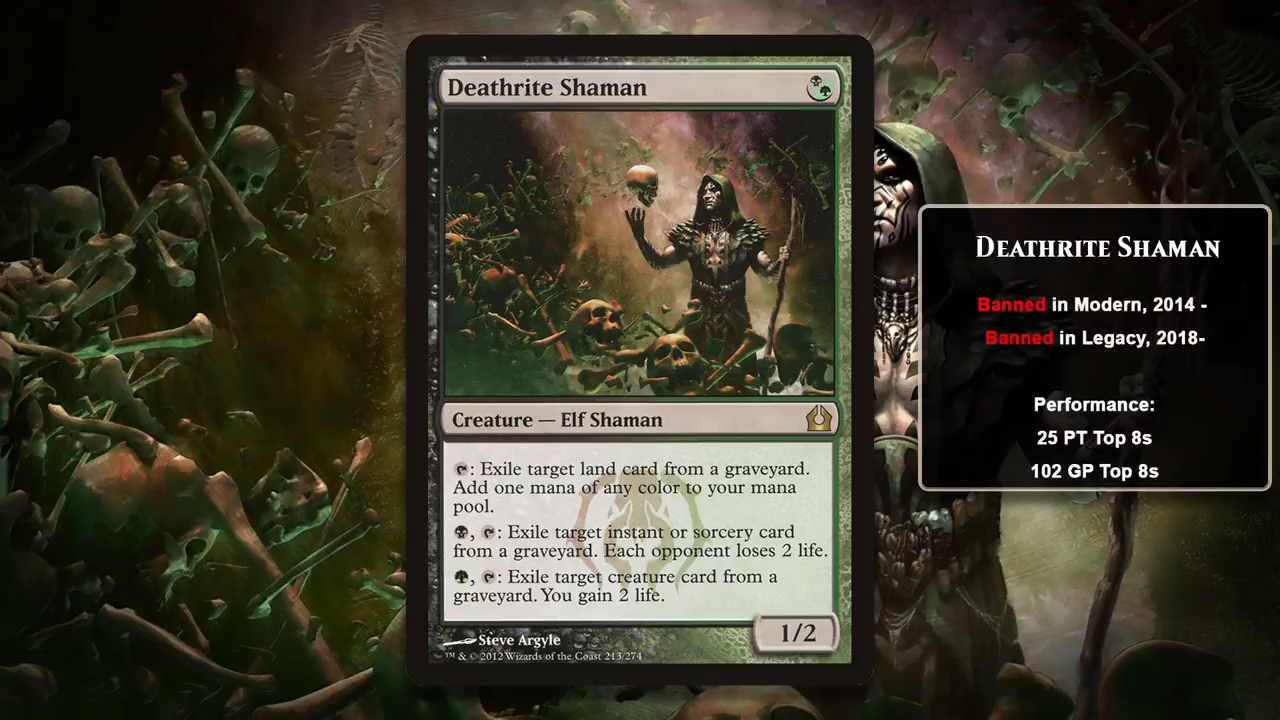 Deathrite Shaman
Creature — Elf Shaman
: Exile target land card from a graveyard.
Add one mana of any color to your mana
pool.
, : Exile target instant or sorcery card
from a graveyard. Each opponent loses 2 life.
, : Exile target creature card from a
graveyard. You gain 2 life.
1/2
Steve Argyle
™ & © 2012 Wizards of the Coast 213/274
Deathrite Shaman
Banned in Modern, 2014 -
Banned in Legacy, 2018-
Performance:
25 PT Top 8s
102 GP Top 8s